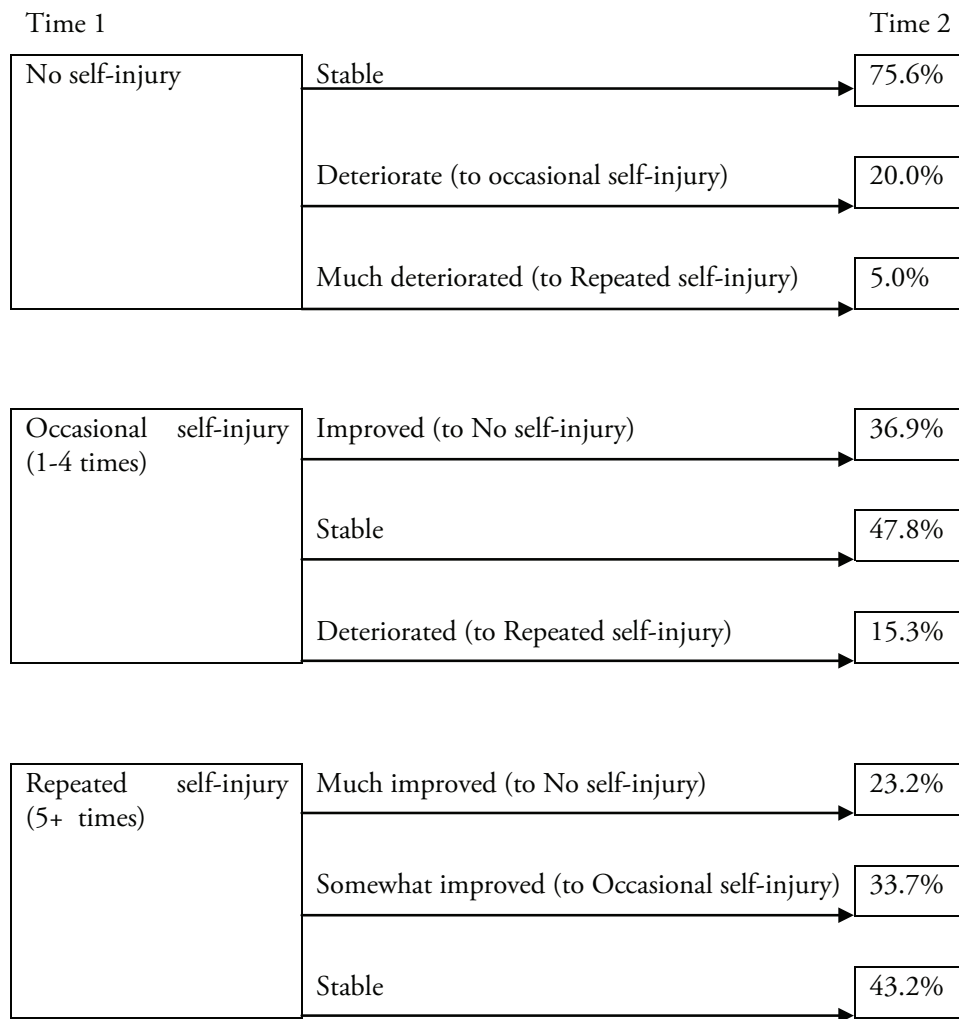 Time 1 Time 2
No self-injury Stable 75.6%
Deteriorate (to occasional self-injury) 20.0%
Much deteriorated (to Repeated self-injury) 5.0%
Occasional self-injury Improved (to No self-injury) 36.9%
(1-4 times)
Stable 47.8%
Deteriorated (to Repeated self-injury) 15.3%
Repeated self-injury Much improved (to No self-injury) 23.2%
(5+ times)
Somewhat improved (to Occasional self-injury) 33.7%
Stable 43.2%